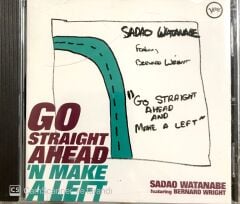 Verve
SADAO WATANABE
Featuring
BERNARD WRIGHT
"GO STRAIGHT
AHEAD
AND
MAKE A LEFT"
GO
STRAIGHT
AHEAD
'N MAKE
A LEFT
SADAO WATANABE
featuring BERNARD WRIGHT
CS